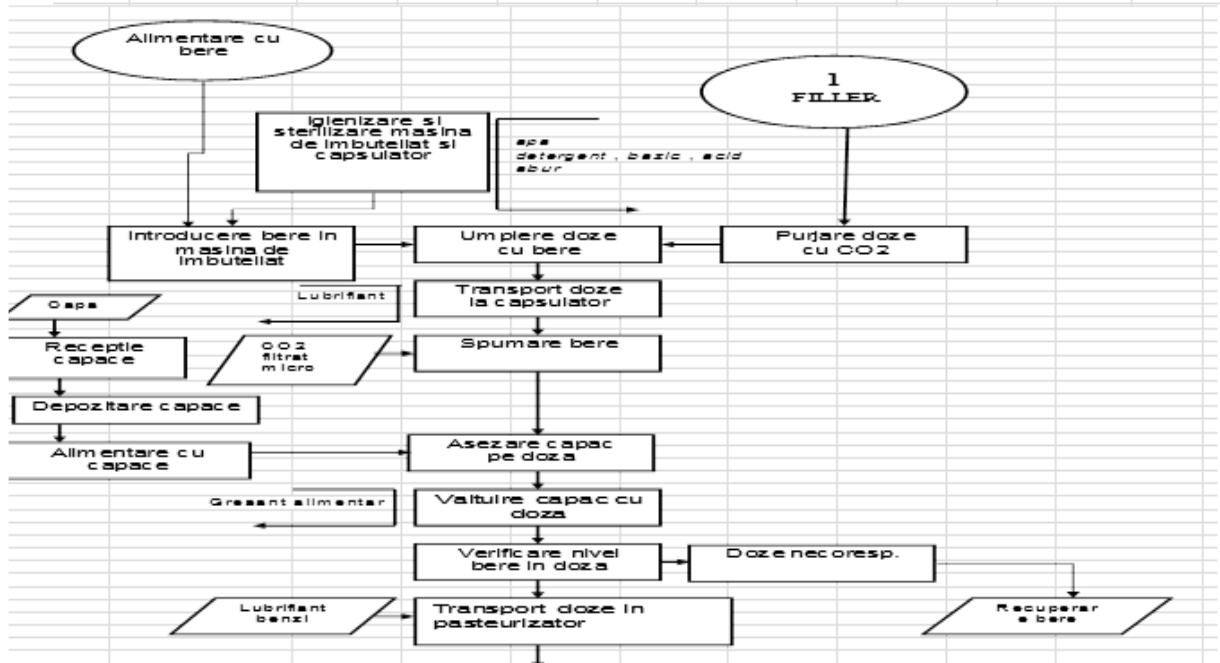 Alimentare cu
bere
1
FILLER
Igienizare si
sterilizare masina
de imbuteliat si
capsulator
apa
detergent , bazic , acid
abur
Introducere bere in
masina de
imbuteliat
Umplere doze
cu bere
Purjare doze
cu CO2
Lubrifiant
Transport doze
la capsulator
Capa
Receptie
capace
CO2
filtrat
micro
Spumare bere
Depozitare capace
Alimentare cu
capace
Asezare capac
pe doza
Gresant alimentar
Valtuire capac cu
doza
Verificare nivel
bere in doza
Doze necoresp.
Lubrifiant
benzi
Transport doze in
pasteurizator
Recuperar
e bere